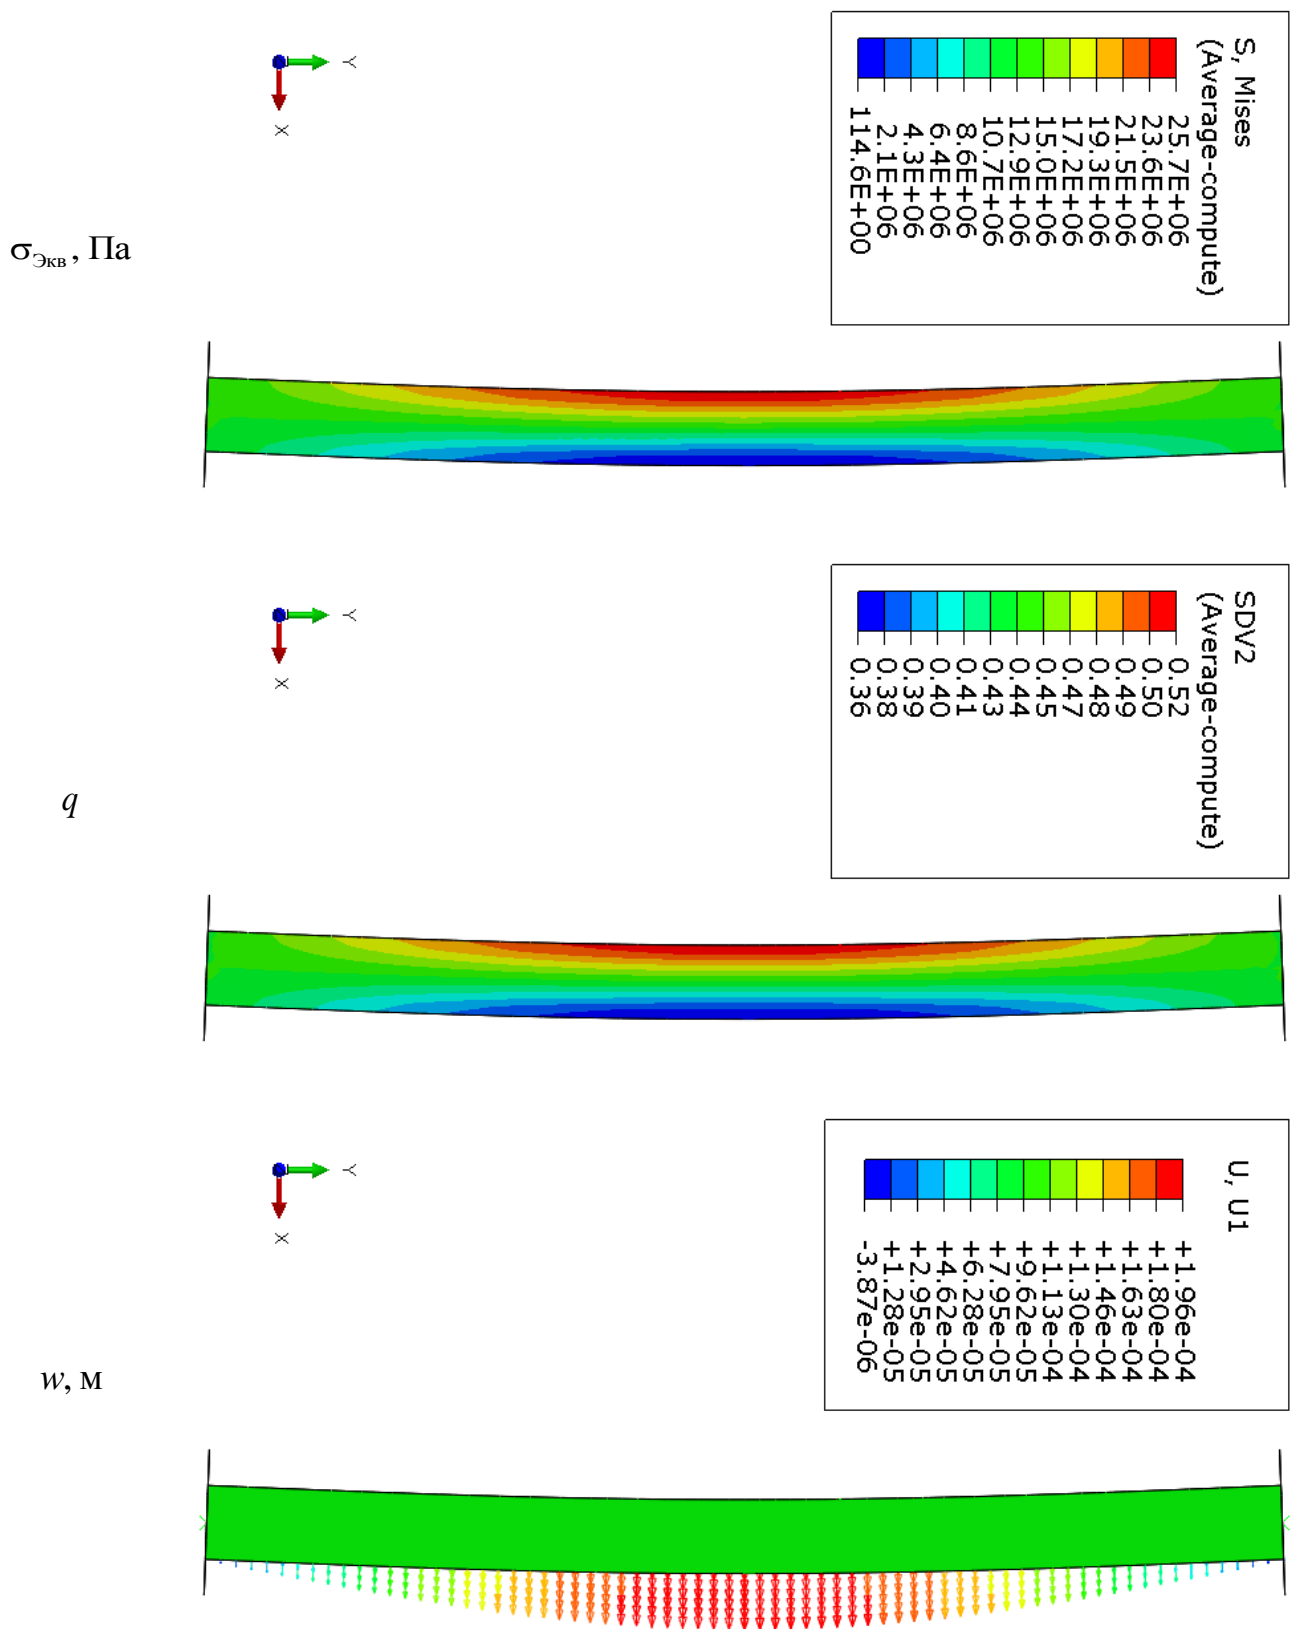 S, Mises
(Average-compute)
25.7E+06
23.6E+06
21.5E+06
19.3E+06
17.2E+06
15.0E+06
12.9E+06
10.7E+06
8.6E+06
6.4E+06
4.3E+06
2.1E+06
114.6E+00
Y
X
σЭкв, Па
SDV2
(Average-compute)
0.52
0.50
0.49
0.48
0.47
0.45
0.44
0.43
0.41
0.40
0.39
0.38
0.36
Y
X
q
U, U1
+1.96e-04
+1.80e-04
+1.63e-04
+1.46e-04
+1.30e-04
+1.13e-04
+9.62e-05
+7.95e-05
+6.28e-05
+4.62e-05
+2.95e-05
+1.28e-05
-3.87e-06
Y
X
w, м